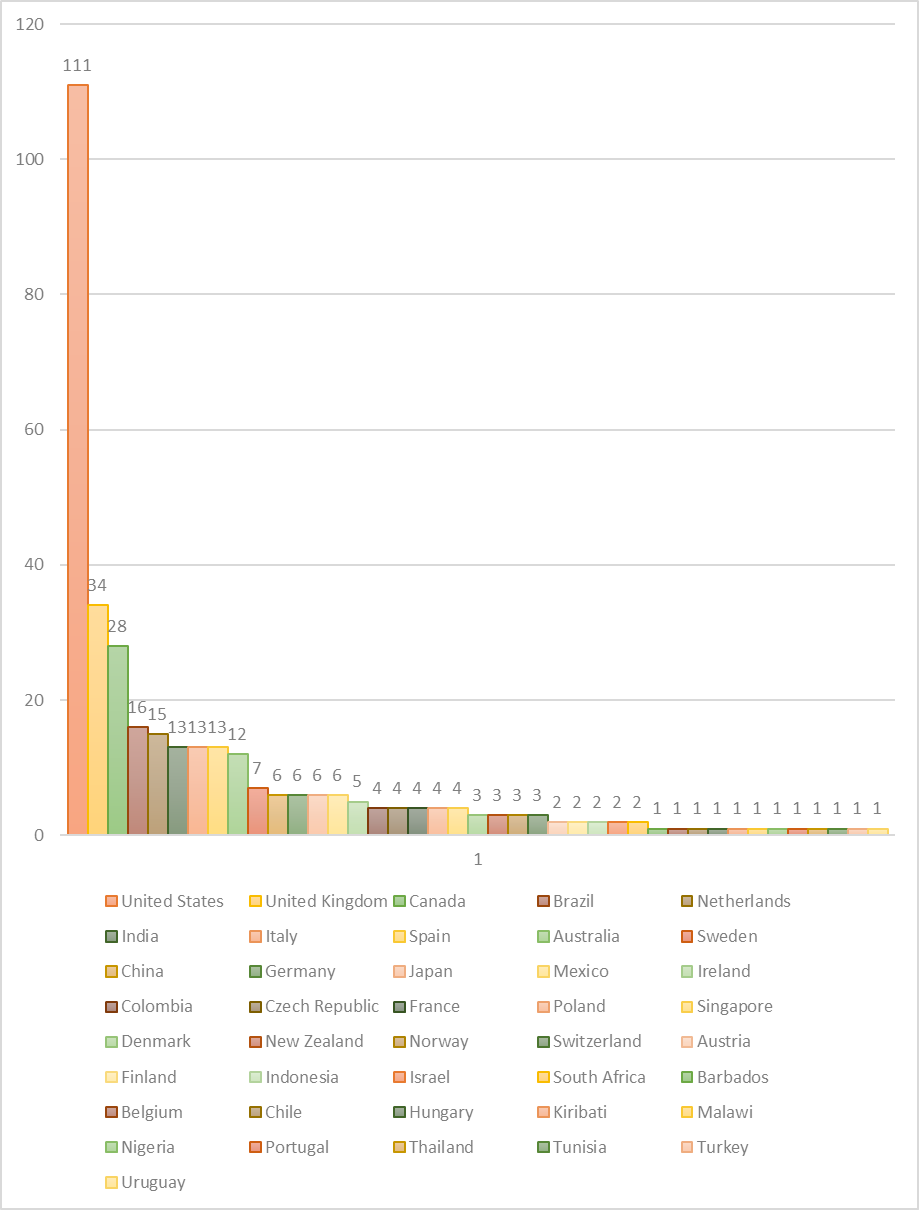 120
111
100
80
60
40
34
28
20
16
15
13 13 13
12
7
6 6 6 6
5
4 4 4 4 4
3 3 3 3
2 2 2 2 2
1 1 1 1 1 1 1 1 1 1 1 1
0
1
United States United Kingdom Canada Brazil Netherlands
India Italy Spain Australia Sweden
China Germany Japan Mexico Ireland
Colombia Czech Republic France Poland Singapore
Denmark New Zealand Norway Switzerland Austria
Finland Indonesia Israel South Africa Barbados
Belgium Chile Hungary Kiribati Malawi
Nigeria Portugal Thailand Tunisia Turkey
Uruguay